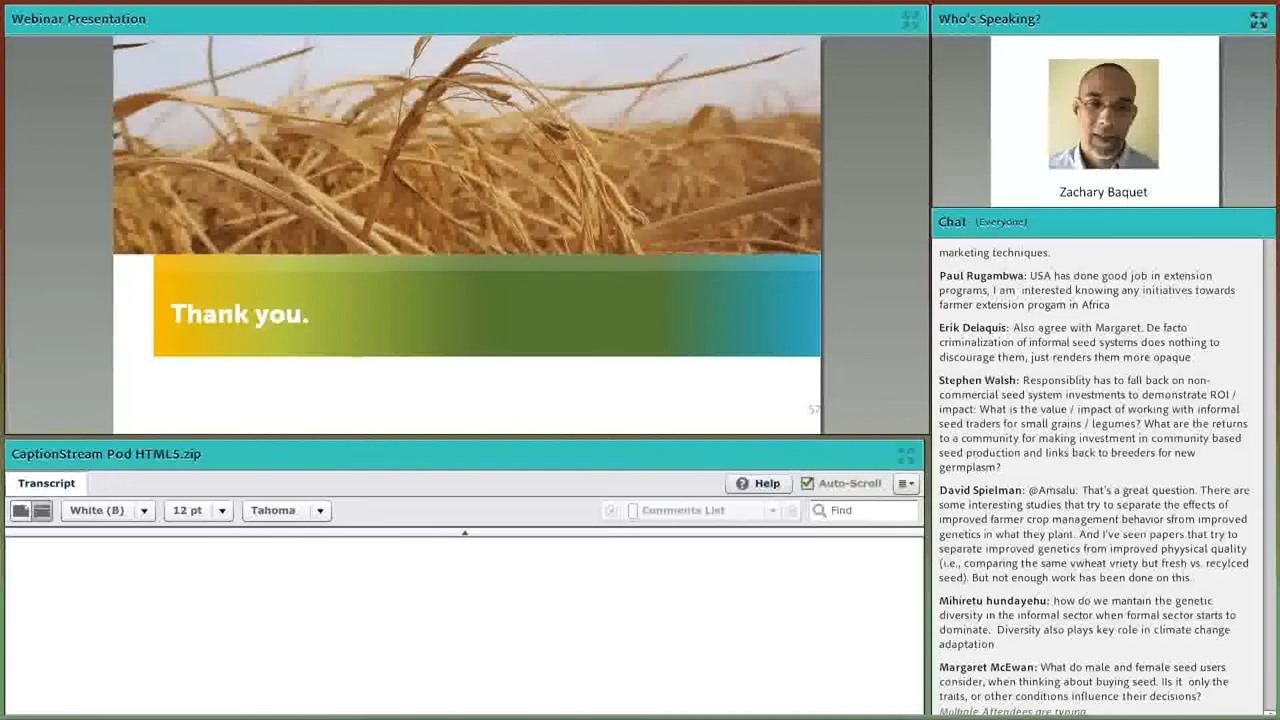 Webinar Presentation
Thank you.
57
CaptionStream Pod HTML5.zip
Transcript
Help
Auto-Scroll
White (B)
12 pt
Tahoma
Comments List
Find
Who's Speaking?
Zachary Baquet
Chat (Everyone)
marketing techniques.
Paul Rugambwa: USA has done good job in extension
programs, I am interested knowing any initiatives towards
farmer extension progam in Africa
Erik Delaquis: Also agree with Margaret. De facto
criminalization of informal seed systems does nothing to
discourage them, just renders them more opaque
Stephen Walsh: Responsiblity has to fall back on non-
commercial seed system investments to demonstrate ROI /
impact: What is the value / impact of working with informal
seed traders for small grains / legumes? What are the returns
to a community for making investment in community based
seed production and links back to breeders for new
germplasm?
David Spielman: @Amsalu: That's a great question. There are
some interesting studies that try to separate the effects of
improved farmer crop management behavior sfrom improved
genetics in what they plant. And I've seen papers that try to
separate improved genetics from improved phyysical quality
(i.e., comparing the same vwheat vriety but fresh vs. recylced
seed). But not enough work has been done on this.
Mihiretu hundayehu: how do we mantain the genetic
diversity in the informal sector when formal sector starts to
dominate. Diversity also plays key role in climate change
adaptation
Margaret McEwan: What do male and female seed users
consider, when thinking about buying seed. IIs it only the
traits, or other conditions influence their decisions?
Multiple Attendees are typing